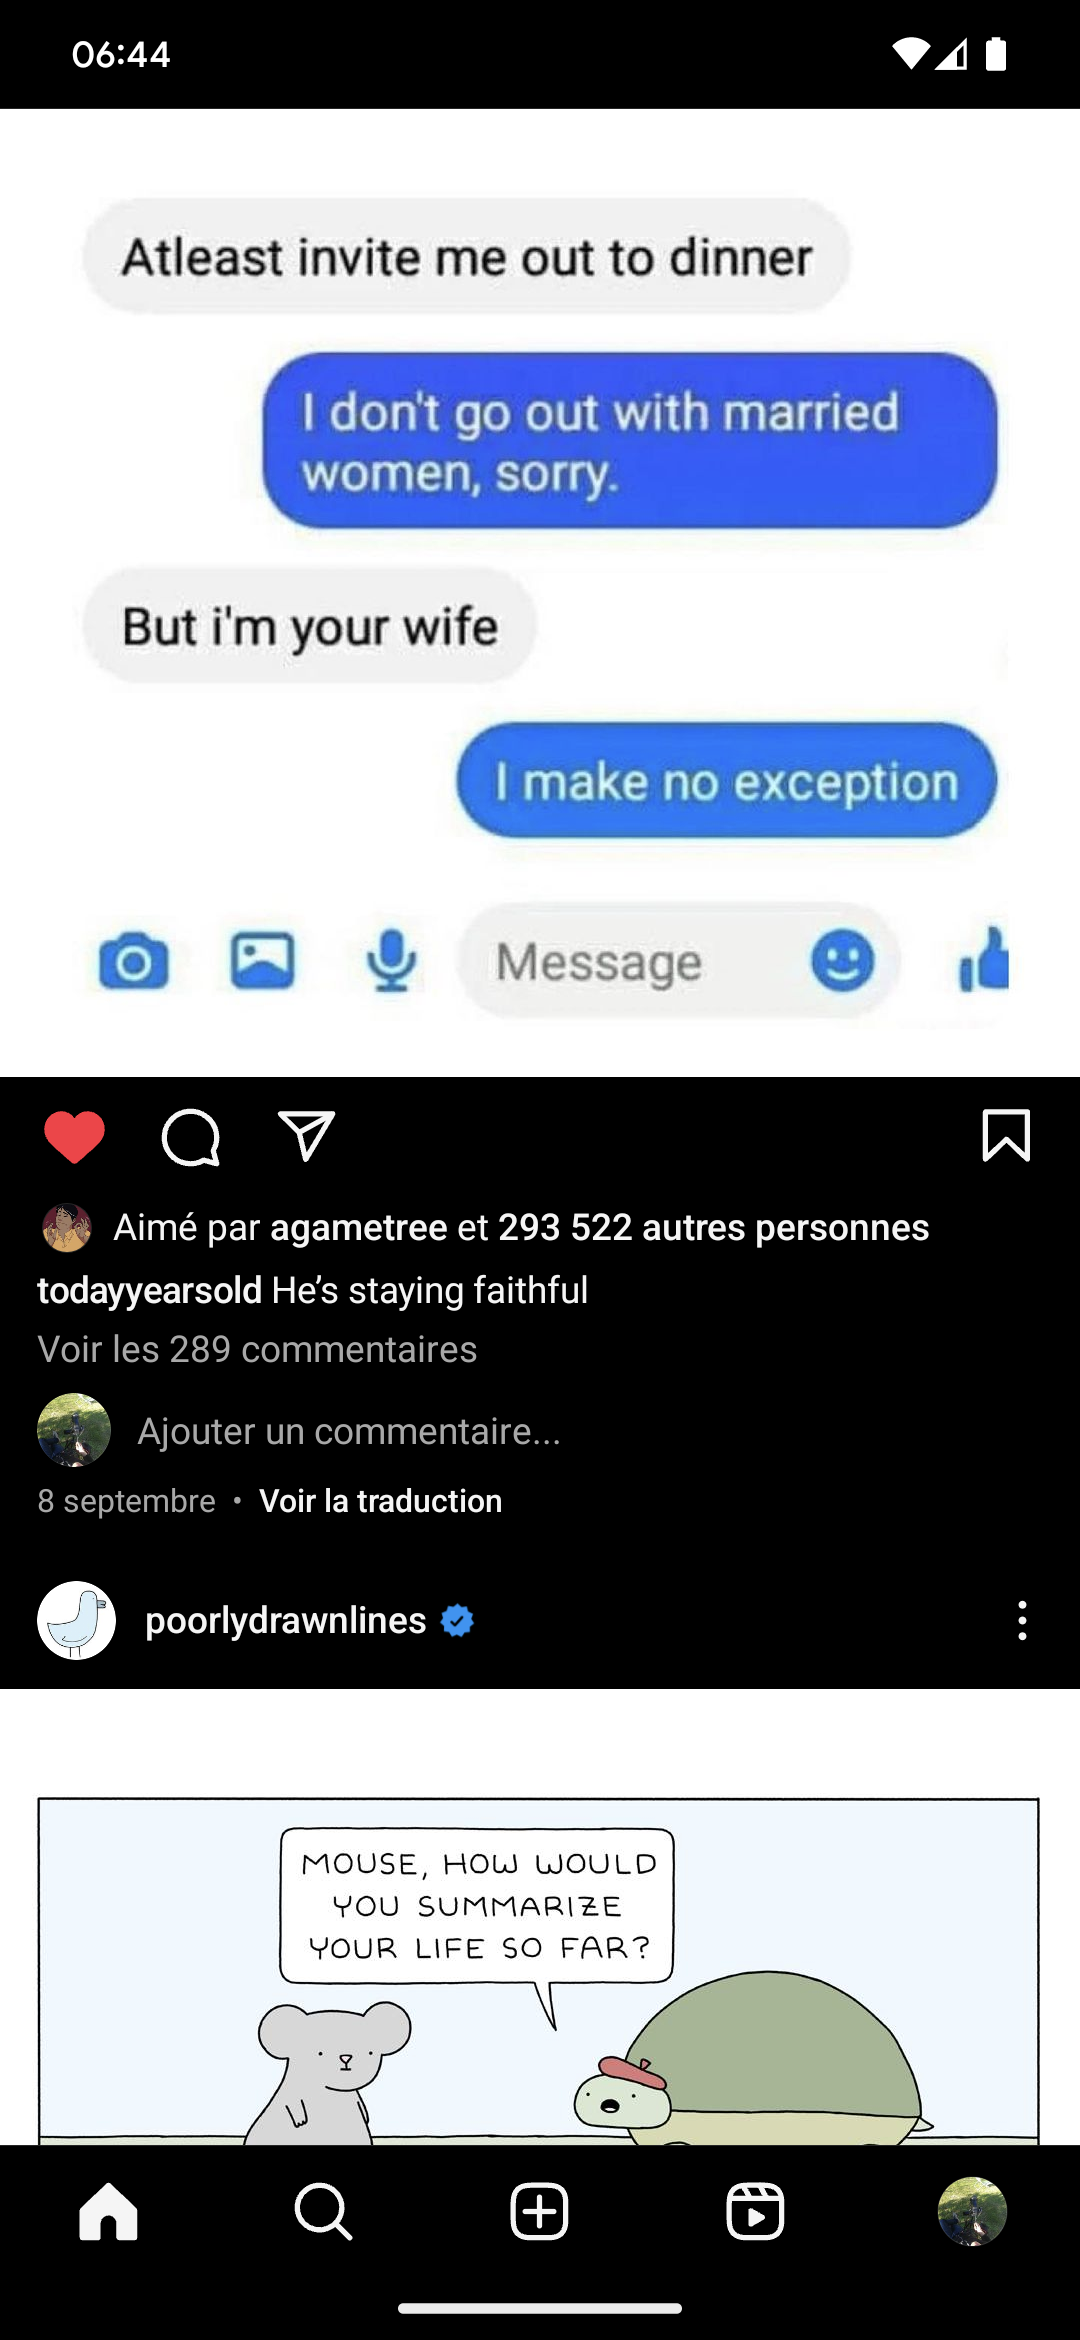 06:44
Atleast invite me out to dinner
I don't go out with married
women, sorry.
But i'm your wife
I make no exception
Message
Aimé par agametree et 293 522 autres personnes
todayyearsold He’s staying faithful
Voir les 289 commentaires
Ajouter un commentaire...
8 septembre • Voir la traduction
poorlydrawnlines
MOUSE, HOW WOULD
YOU SUMMARIZE
YOUR LIFE SO FAR?